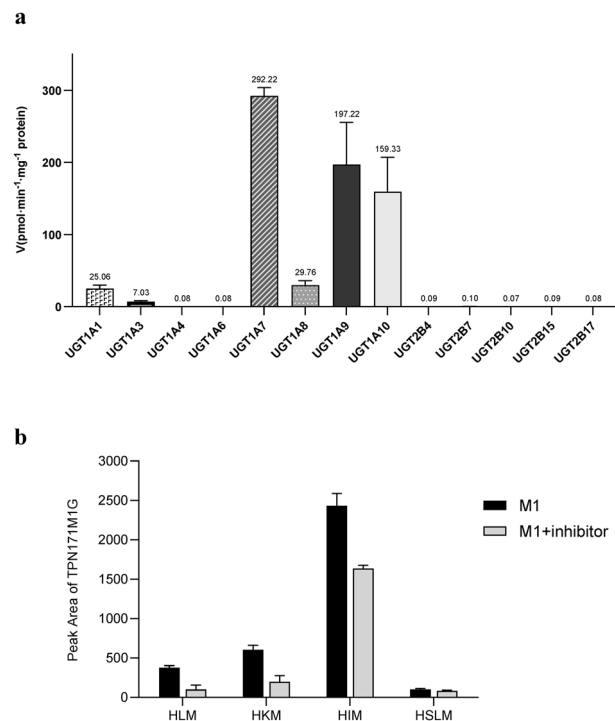 a
V(pmol·min⁻¹·mg⁻¹ protein)
300
200
100
0
25.06
7.03
0.08
0.08
292.22
29.76
197.22
159.33
0.09
0.10
0.07
0.09
0.08
UGT1A1
UGT1A3
UGT1A4
UGT1A6
UGT1A7
UGT1A8
UGT1A9
UGT1A10
UGT2B4
UGT2B7
UGT2B10
UGT2B15
UGT2B17
b
Peak Area of TPN171M1G
3000
2500
2000
1500
1000
500
0
HLM
HKM
HIM
HSLM
M1
M1+inhibitor